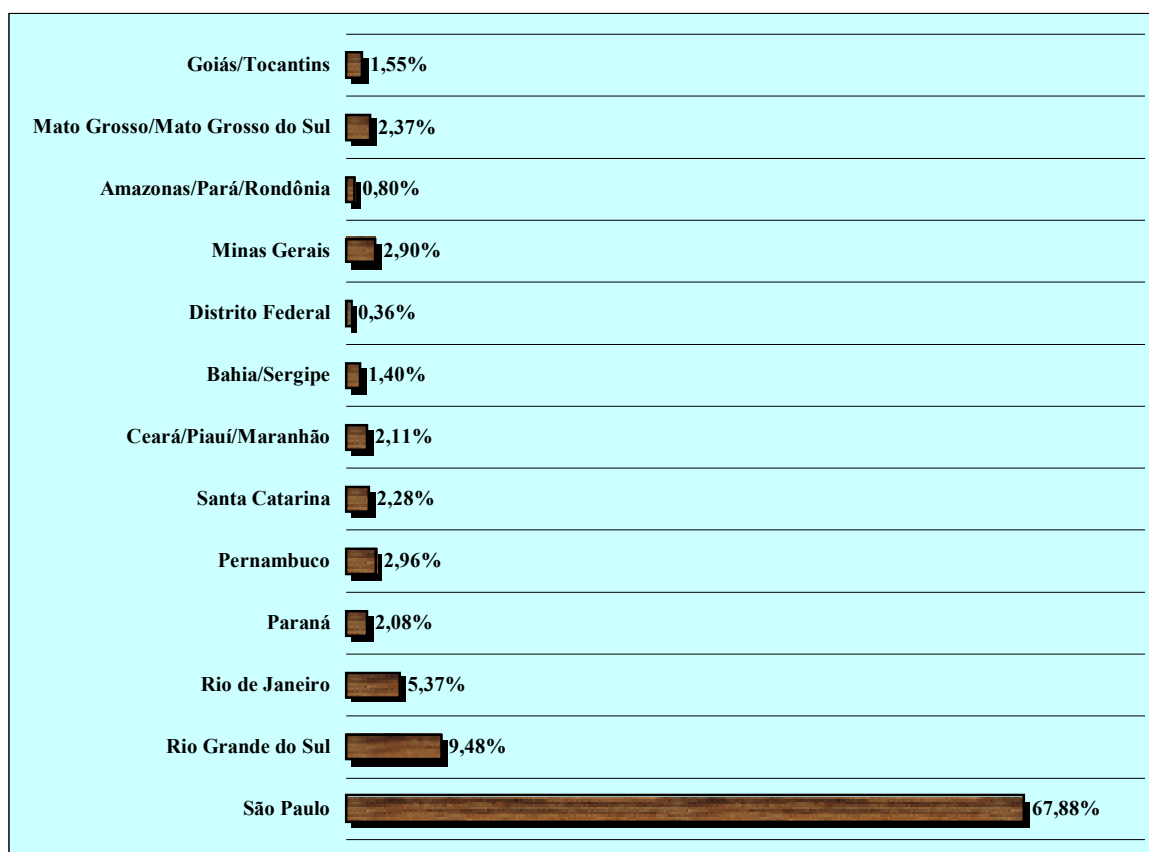 Goiás/Tocantins 1,55%
Mato Grosso/Mato Grosso do Sul 2,37%
Amazonas/Pará/Rondônia 0,80%
Minas Gerais 2,90%
Distrito Federal 0,36%
Bahia/Sergipe 1,40%
Ceará/Piauí/Maranhão 2,11%
Santa Catarina 2,28%
Pernambuco 2,96%
Paraná 2,08%
Rio de Janeiro 5,37%
Rio Grande do Sul 9,48%
São Paulo 67,88%